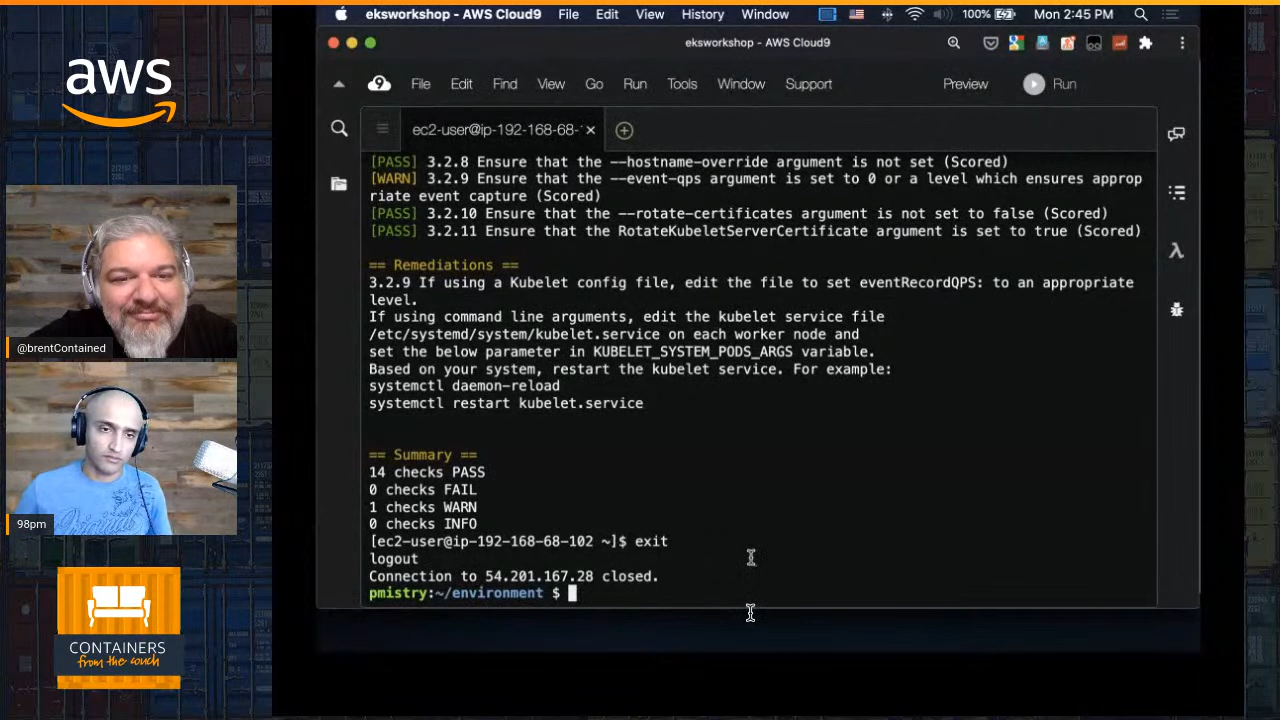 aws
@brentContained
98pm
CONTAINERS
from the couch
eksworkshop - AWS Cloud9 File Edit View History Window 100% Mon 2:45 PM
eksworkshop - AWS Cloud9
9 File Edit Find View Go Run Tools Window Support Preview Run
ec2-user@ip-192-168-68-
[PASS] 3.2.8 Ensure that the --hostname-override argument is not set (Scored)
[WARN] 3.2.9 Ensure that the --event-qps argument is set to 0 or a level which ensures approp
riate event capture (Scored)
[PASS] 3.2.10 Ensure that the --rotate-certificates argument is not set to false (Scored)
[PASS] 3.2.11 Ensure that the RotateKubeletServerCertificate argument is set to true (Scored)
== Remediations ==
3.2.9 If using a Kubelet config file, edit the file to set eventRecordQPS: to an appropriate
level.
If using command line arguments, edit the kubelet service file
/etc/systemd/system/kubelet.service on each worker node and
set the below parameter in KUBELET_SYSTEM_PODS_ARGS variable.
Based on your system, restart the kubelet service. For example:
systemctl daemon-reload
systemctl restart kubelet.service
== Summary ==
14 checks PASS
0 checks FAIL
1 checks WARN
0 checks INFO
[ec2-user@ip-192-168-68-102 ~]$ exit
logout
Connection to 54.201.167.28 closed.
pmistry:~/environment $